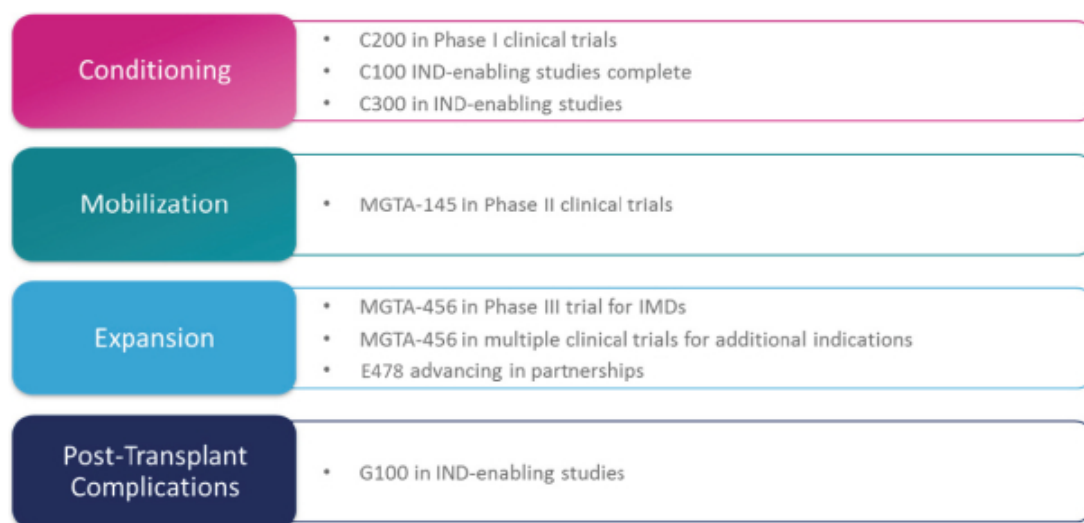 Conditioning
• C200 in Phase I clinical trials
• C100 IND-enabling studies complete
• C300 in IND-enabling studies
Mobilization
• MGTA-145 in Phase II clinical trials
Expansion
• MGTA-456 in Phase III trial for IMDs
• MGTA-456 in multiple clinical trials for additional indications
• E478 advancing in partnerships
Post-Transplant
Complications
• G100 in IND-enabling studies